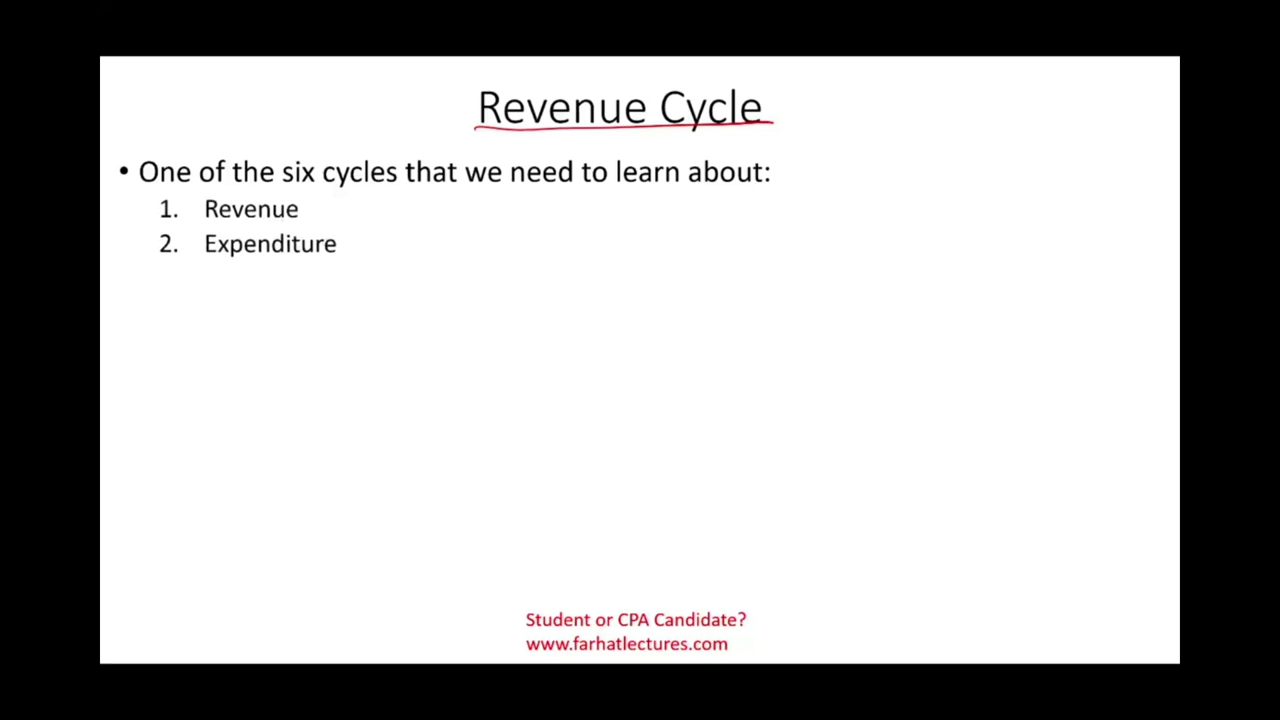 Revenue Cycle
• One of the six cycles that we need to learn about:
1. Revenue
2. Expenditure
Student or CPA Candidate?
www.farhatlectures.com